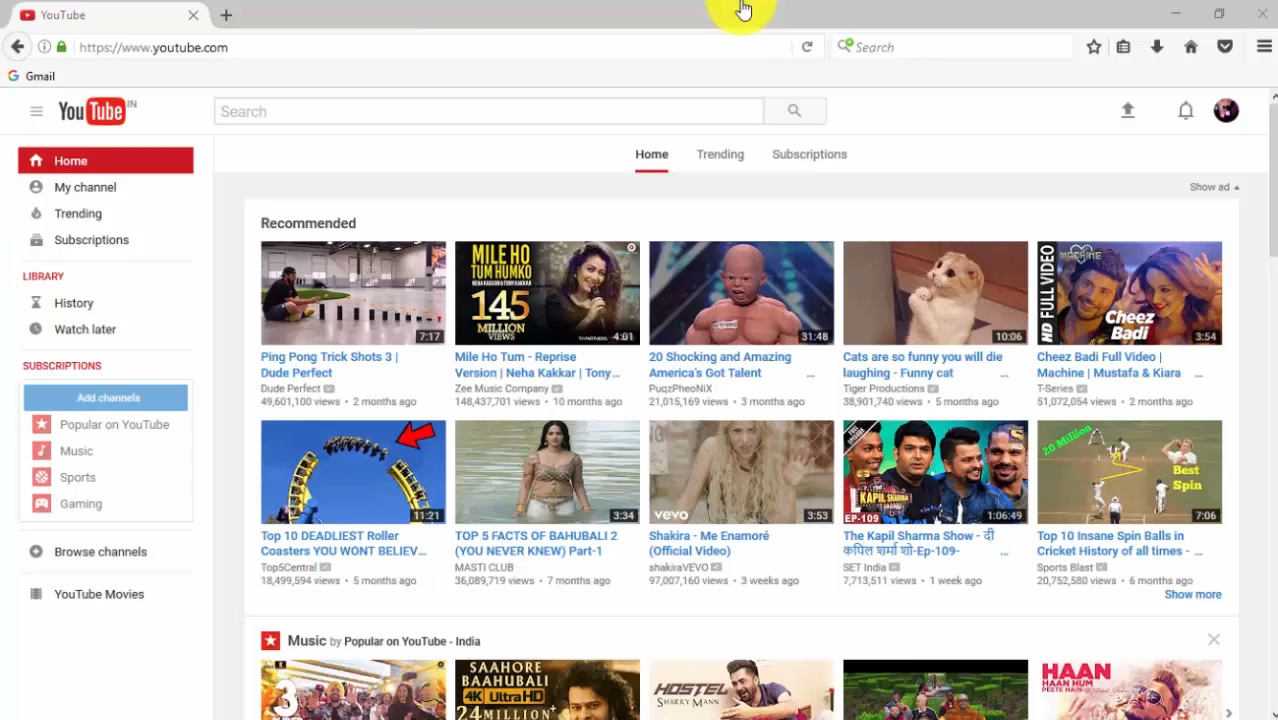 YouTube
https://www.youtube.com
Search
Gmail
YouTube IN
Search
Home
My channel
Trending
Subscriptions
LIBRARY
History
Watch later
SUBSCRIPTIONS
Add channels
Popular on YouTube
Music
Sports
Gaming
Browse channels
YouTube Movies
Home Trending Subscriptions
Show ad
Recommended
7:17
Ping Pong Trick Shots 3 |
Dude Perfect
Dude Perfect
49,601,100 views • 2 months ago
MILE HO
TUM HUMKO
NEHA KAKKAR | TONY KAKKAR
145
MILLION
VIEWS
4:01
Mile Ho Tum - Reprise
Version | Neha Kakkar | Tony...
Zee Music Company
148,437,701 views • 10 months ago
31:48
20 Shocking and Amazing
America's Got Talent ...
PuqzPheoNiX
21,015,169 views • 3 months ago
10:06
Cats are so funny you will die
laughing - Funny cat ...
Tiger Productions
38,901,740 views • 5 months ago
MACHINE
HD FULL VIDEO
Cheez
Badi
3:54
Cheez Badi Full Video |
Machine | Mustafa & Kiara ...
T-Series
51,072,054 views • 2 months ago
11:21
Top 10 DEADLIEST Roller
Coasters YOU WONT BELIEV...
Top5Central
18,499,594 views • 5 months ago
3:34
TOP 5 FACTS OF BAHUBALI 2
(YOU NEVER KNEW) Part-1
MASTI CLUB
36,089,719 views • 7 months ago
vevo
3:53
Shakira - Me Enamoré
(Official Video)
shakiraVEVO
97,007,160 views • 3 weeks ago
FULL EPISODE
KAPIL SHARMA
EP-109
1:06:49
The Kapil Sharma Show - दी
कपिल शर्मा शो-Ep-109- ...
SET India
7,713,511 views • 1 week ago
20 Million
Best
Spin
7:06
Top 10 Insane Spin Balls in
Cricket History of all times - ...
Sports Blast
20,752,580 views • 6 months ago
Show more
Music by Popular on YouTube - India
3
SAAHORE
BAAHUBALI
4K UltraHD
24 MILLION+
HOSTEL
SHARRY MANN
HAAN
HAAN HUM
PEETE HAIN